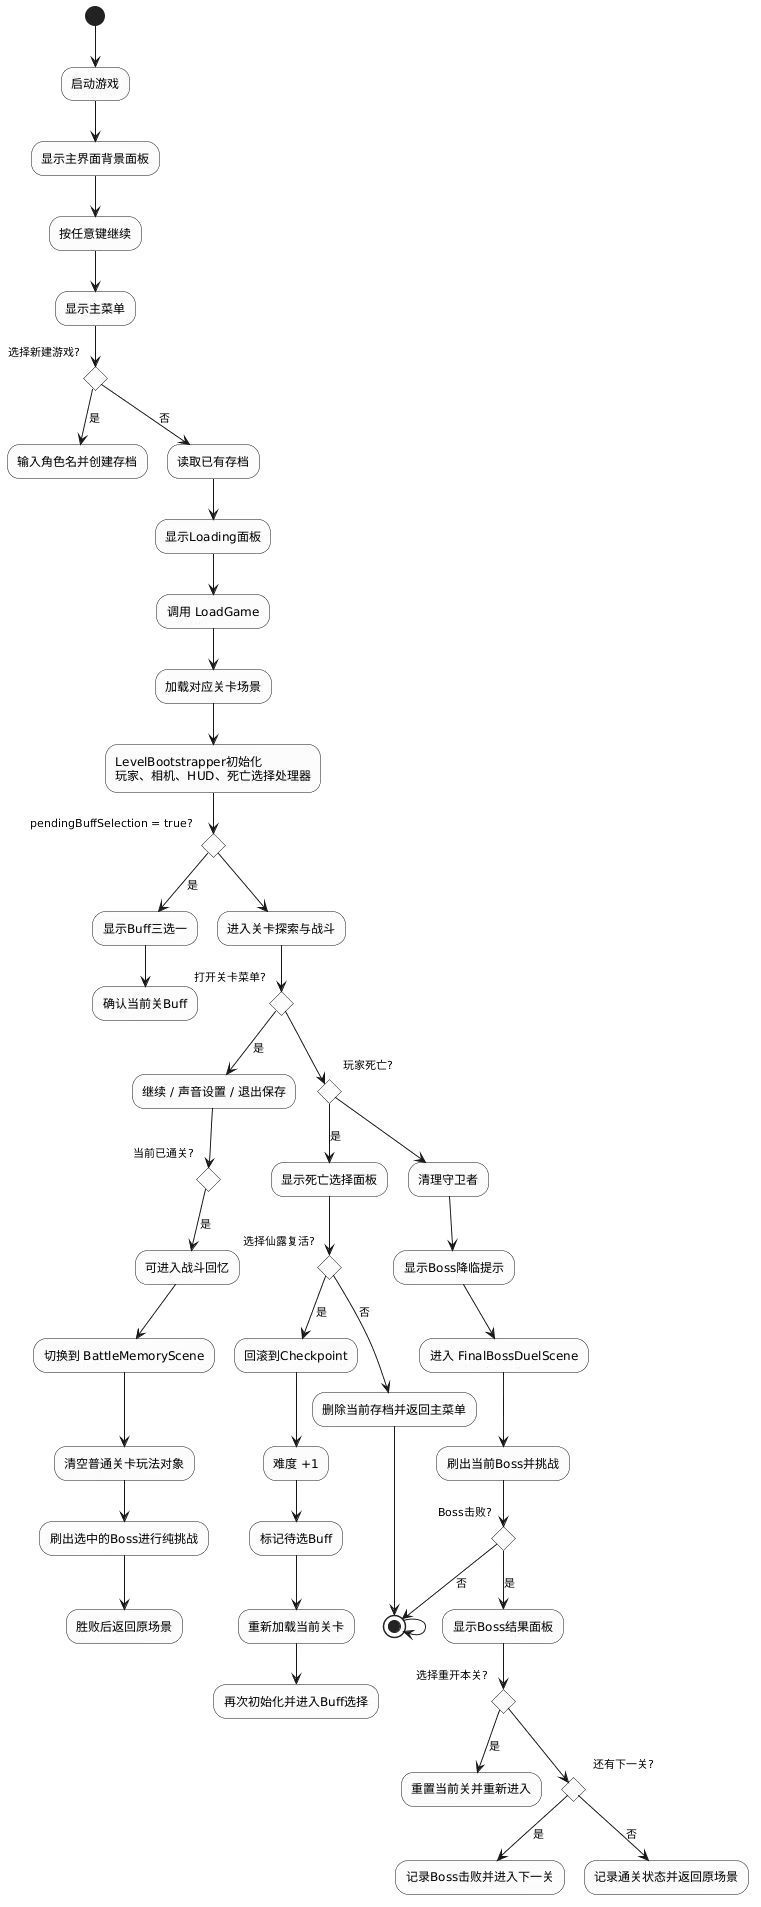 启动游戏
显示主界面背景面板
按任意键继续
显示主菜单
选择新建游戏?
是
否
输入角色名并创建存档
读取已有存档
显示Loading面板
调用 LoadGame
加载对应关卡场景
LevelBootstrapper初始化
玩家、相机、HUD、死亡选择处理器
pendingBuffSelection = true?
是
显示Buff三选一
进入关卡探索与战斗
打开关卡菜单?
确认当前关Buff
是
玩家死亡?
继续 / 声音设置 / 退出保存
是
当前已通关?
显示死亡选择面板
清理守卫者
是
选择仙露复活?
可进入战斗回忆
显示Boss降临提示
是
否
切换到 BattleMemoryScene
回滚到Checkpoint
进入 FinalBossDuelScene
删除当前存档并返回主菜单
清空普通关卡玩法对象
难度 +1
刷出当前Boss并挑战
Boss击败?
刷出选中的Boss进行纯挑战
标记待选Buff
否
是
胜败后返回原场景
重新加载当前关卡
显示Boss结果面板
选择重开本关?
再次初始化并进入Buff选择
是
还有下一关?
重置当前关并重新进入
是
否
记录Boss击败并进入下一关
记录通关状态并返回原场景